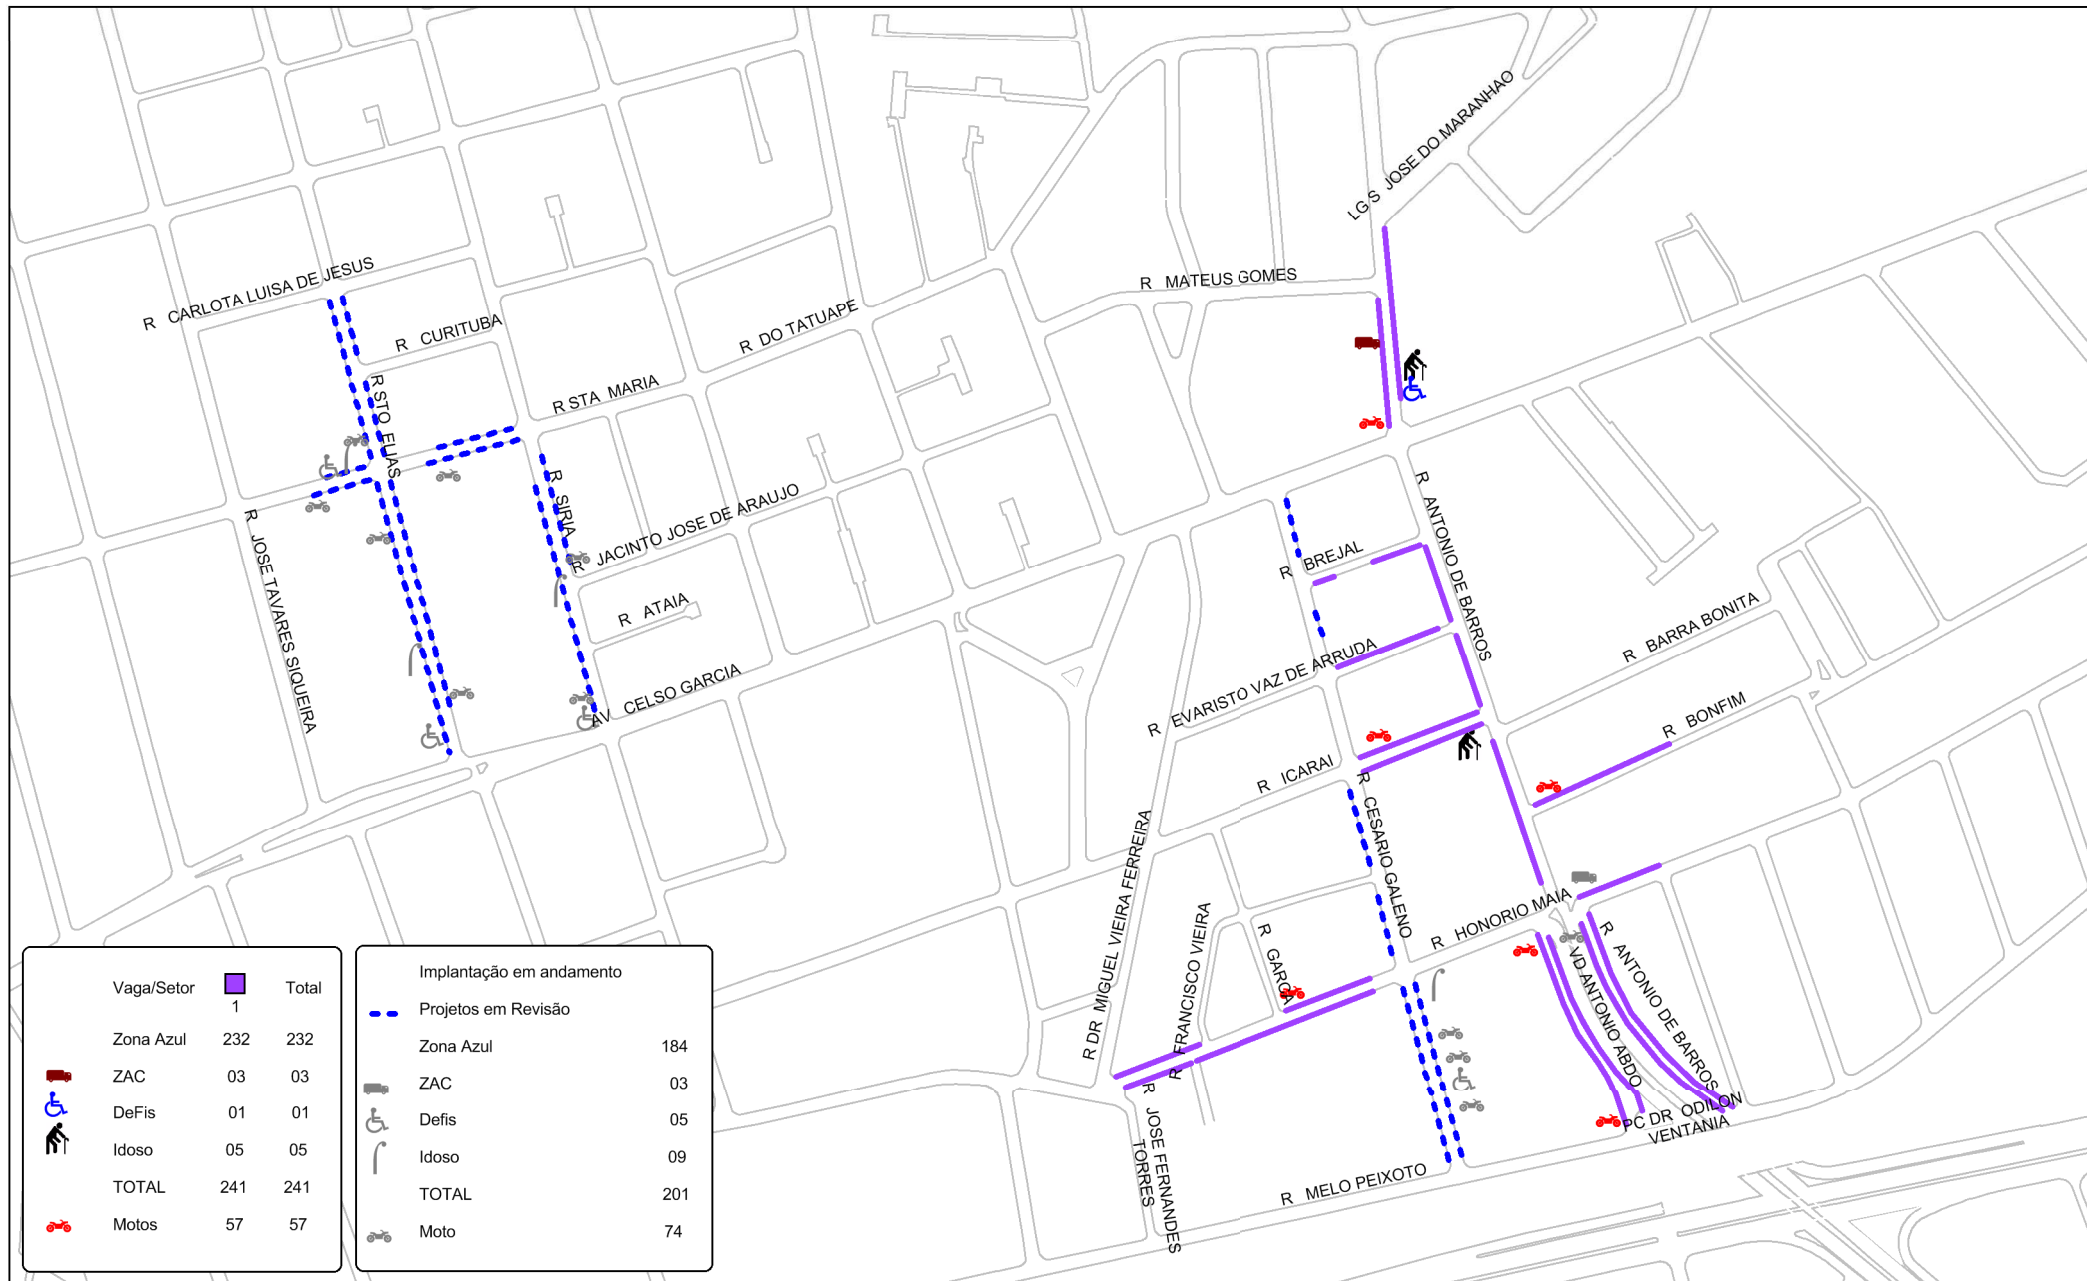 LG S JOSE DO MARANHAO
R MATEUS GOMES
R CARLOTA LUISA DE JESUS
R CURITUBA
R DO TATUAPE
R STO ELIAS
R STA MARIA
R SIRIA
R JACINTO JOSE DE ARAUJO
R ANTONIO DE BARROS
R JOSE TAVARES SIQUEIRA
R BREJAL
R ATAIA
R BARRA BONITA
R EVARISTO VAZ DE ARRUDA
AV CELSO GARCIA
R BONFIM
R ICARAI
R CESARIO GALENO
R DR MIGUEL VIEIRA FERREIRA
R FRANCISCO VIEIRA
R GARCA
R HONORIO MAIA
R ANTONIO DE BARROS
VD ANTONIO ABDO
R JOSE FERNANDES
TORRES
PC DR ODILON
VENTANIA
R MELO PEIXOTO
Vaga/Setor 1 Total
Zona Azul 232 232
ZAC 03 03
DeFis 01 01
Idoso 05 05
TOTAL 241 241
Motos 57 57
Implantação em andamento
Projetos em Revisão
Zona Azul 184
ZAC 03
Defis 05
Idoso 09
TOTAL 201
Moto 74